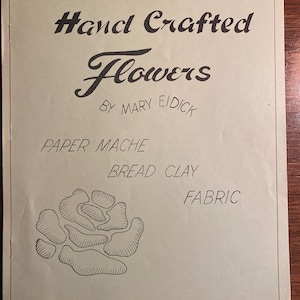 Hand Crafted
Flowers
BY MARY EIDICK
PAPER MACHE
BREAD CLAY
FABRIC